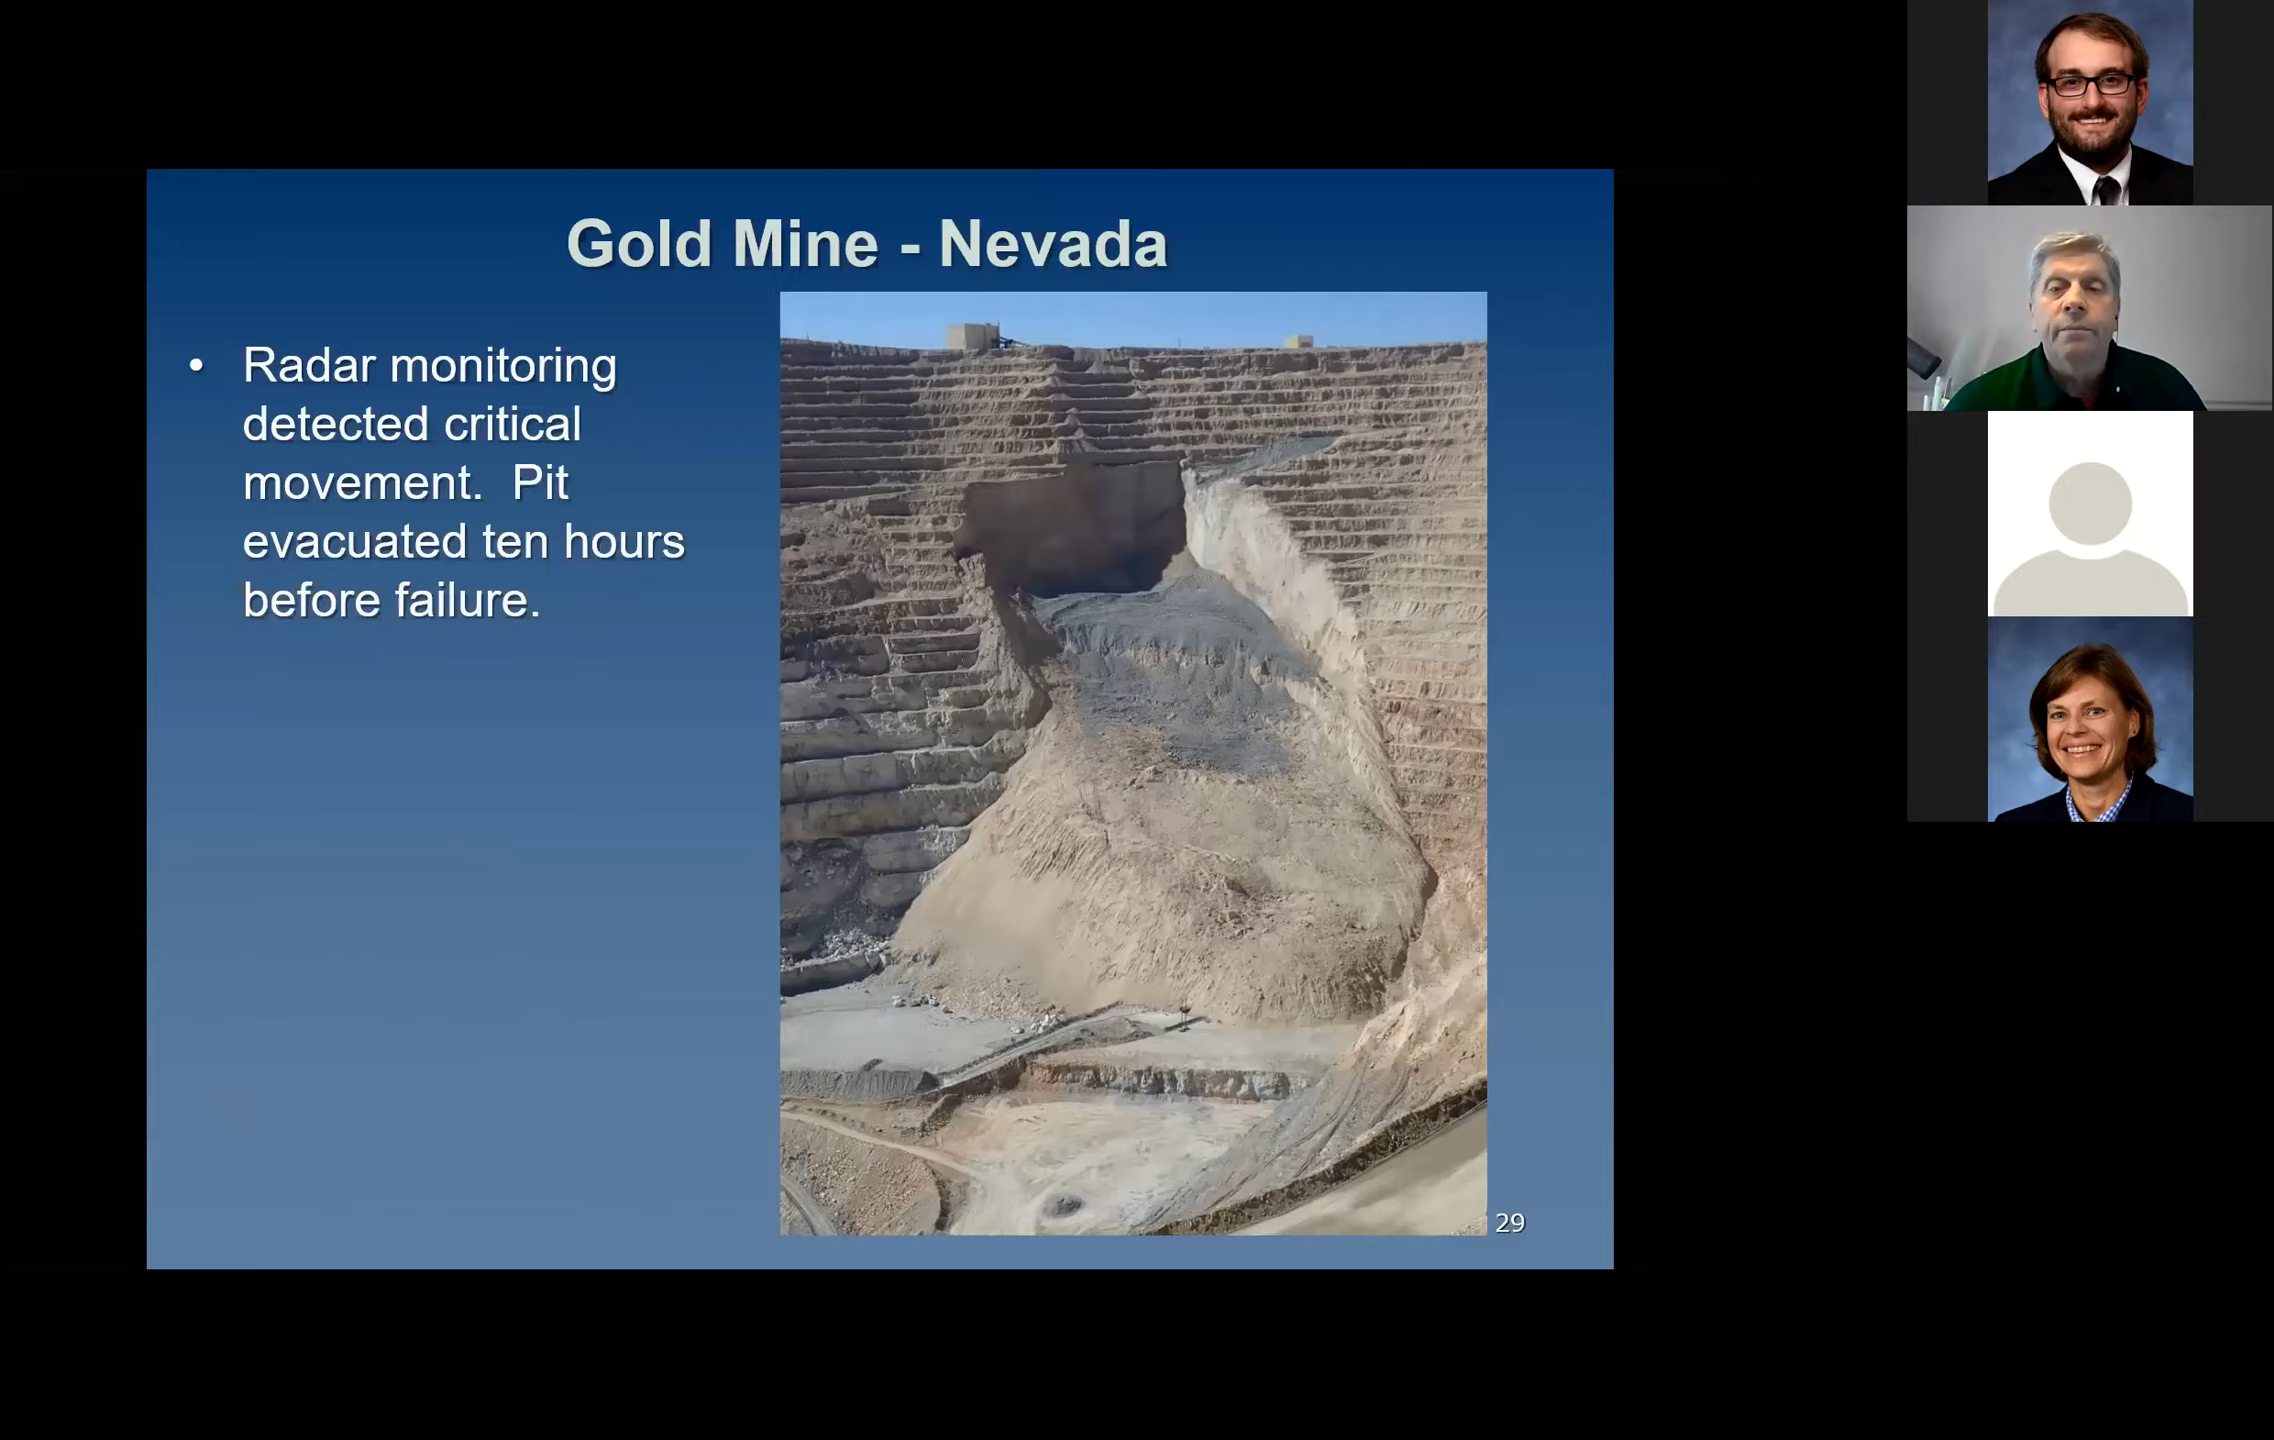 Gold Mine - Nevada
• Radar monitoring
detected critical
movement.  Pit
evacuated ten hours
before failure.
29